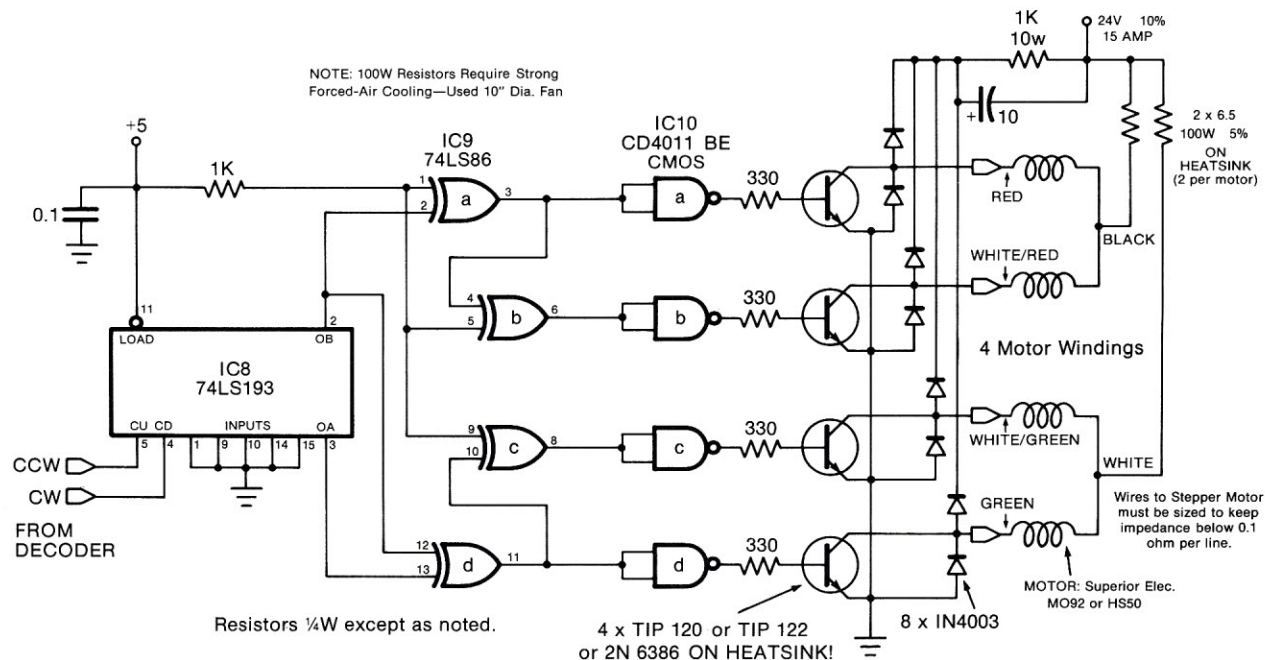 1K
10w
24V 10%
15 AMP
NOTE: 100W Resistors Require Strong
Forced-Air Cooling—Used 10" Dia. Fan
+5
1K
0.1
IC9
74LS86
IC10
CD4011 BE
CMOS
+ 10
2 x 6.5
100W 5%
ON
HEATSINK
(2 per motor)
1
2
a
3
a
330
RED
BLACK
WHITE/RED
4
5
b
6
b
330
11
LOAD
2
OB
IC8
74LS193
CU CD
INPUTS
OA
5
4
1
9
10
14
15
3
4 Motor Windings
9
10
c
8
c
330
WHITE/GREEN
WHITE
CCW
CW
FROM
DECODER
12
13
d
11
d
330
GREEN
Wires to Stepper Motor
must be sized to keep
impedance below 0.1
ohm per line.
MOTOR: Superior Elec.
MO92 or HS50
8 x IN4003
Resistors ¼W except as noted.
4 x TIP 120 or TIP 122
or 2N 6386 ON HEATSINK!